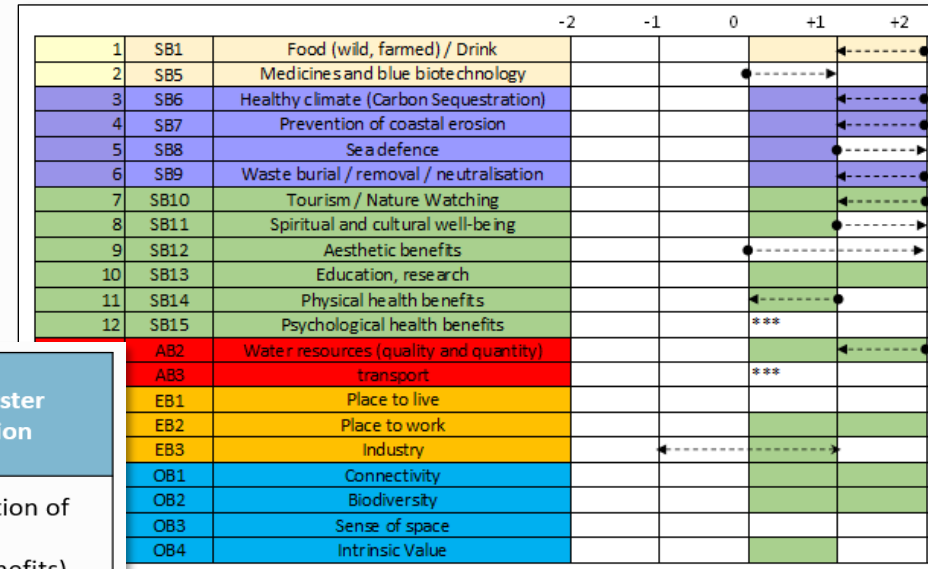 -2 -1 0 +1 +2
1 SB1 Food (wild, farmed) / Drink
2 SB5 Medicines and blue biotechnology
3 SB6 Healthy climate (Carbon Sequestration)
4 SB7 Prevention of coastal erosion
5 SB8 Sea defence
6 SB9 Waste burial / removal / neutralisation
7 SB10 Tourism / Nature Watching
8 SB11 Spiritual and cultural well-being
9 SB12 Aesthetic benefits
10 SB13 Education, research
11 SB14 Physical health benefits
12 SB15 Psychological health benefits ***
AB2 Water resources (quality and quantity)
AB3 transport ***
EB1 Place to live
EB2 Place to work
EB3 Industry
OB1 Connectivity
OB2 Biodiversity
OB3 Sense of space
OB4 Intrinsic Value
ster
ion
tion of
efits)